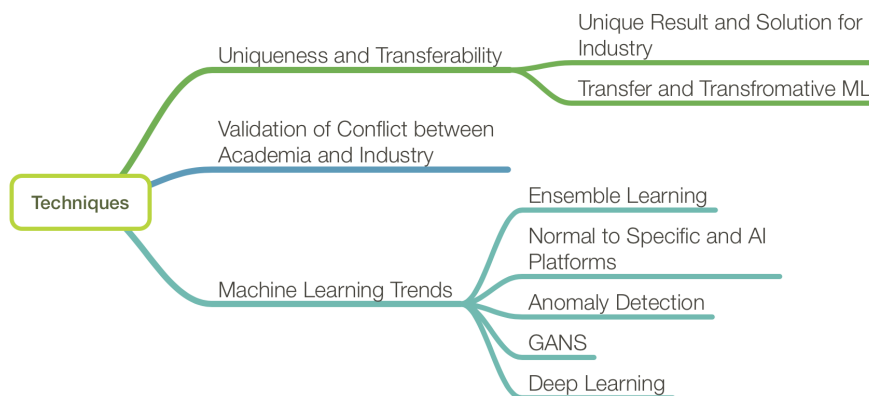 Techniques
Uniqueness and Transferability
Unique Result and Solution for
Industry
Transfer and Transfromative ML
Validation of Conflict between
Academia and Industry
Machine Learning Trends
Ensemble Learning
Normal to Specific and AI
Platforms
Anomaly Detection
GANS
Deep Learning